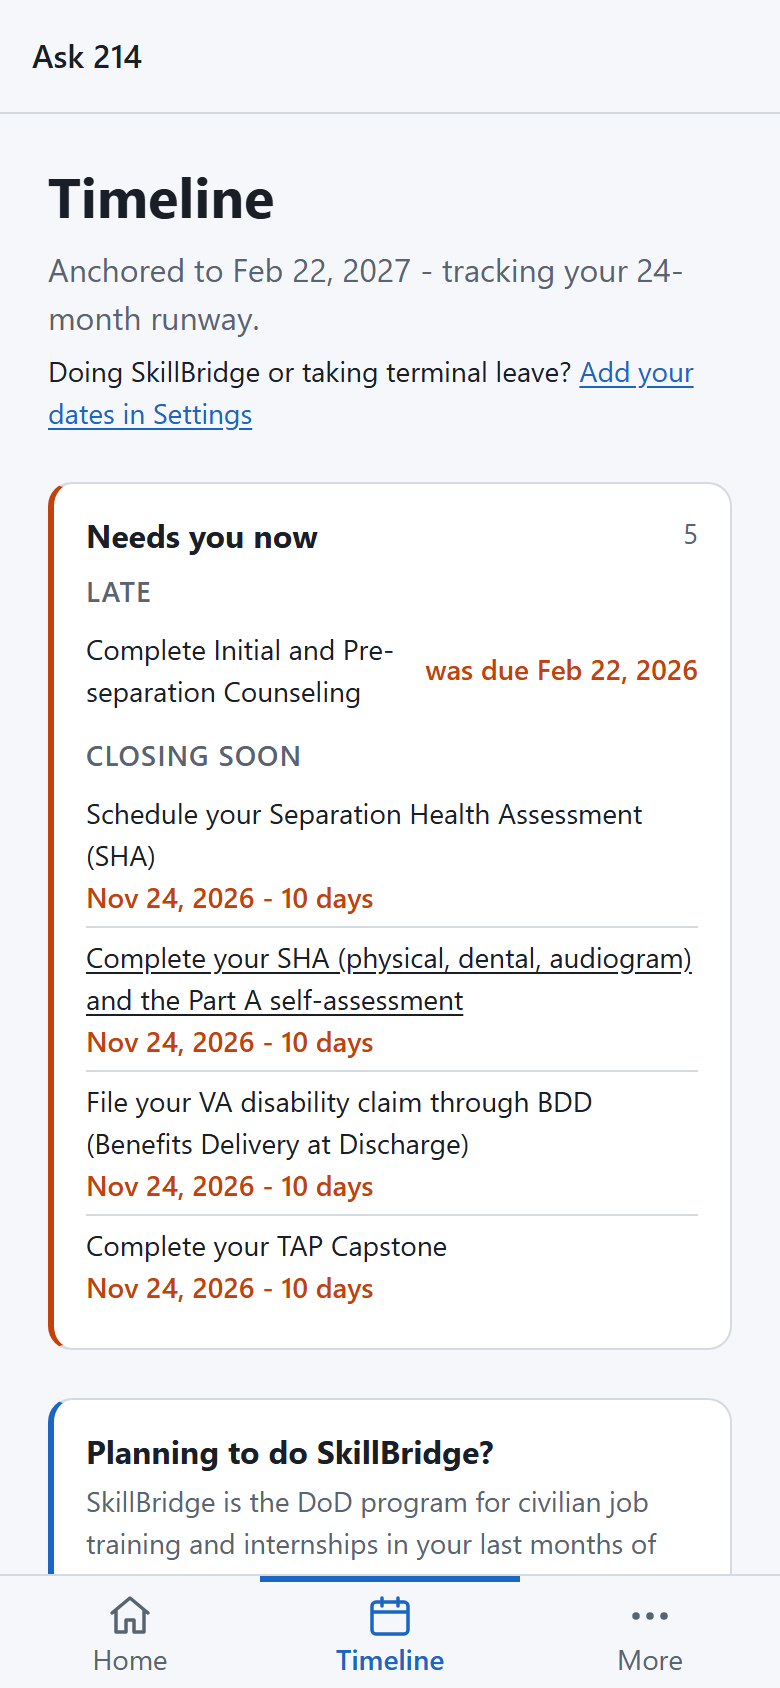 Ask 214
Timeline
Anchored to Feb 22, 2027 - tracking your 24-
month runway.
Doing SkillBridge or taking terminal leave? Add your
dates in Settings
Needs you now
5
LATE
Complete Initial and Pre-
separation Counseling
was due Feb 22, 2026
CLOSING SOON
Schedule your Separation Health Assessment
(SHA)
Nov 24, 2026 - 10 days
Complete your SHA (physical, dental, audiogram)
and the Part A self-assessment
Nov 24, 2026 - 10 days
File your VA disability claim through BDD
(Benefits Delivery at Discharge)
Nov 24, 2026 - 10 days
Complete your TAP Capstone
Nov 24, 2026 - 10 days
Planning to do SkillBridge?
SkillBridge is the DoD program for civilian job
training and internships in your last months of
Home
Timeline
More